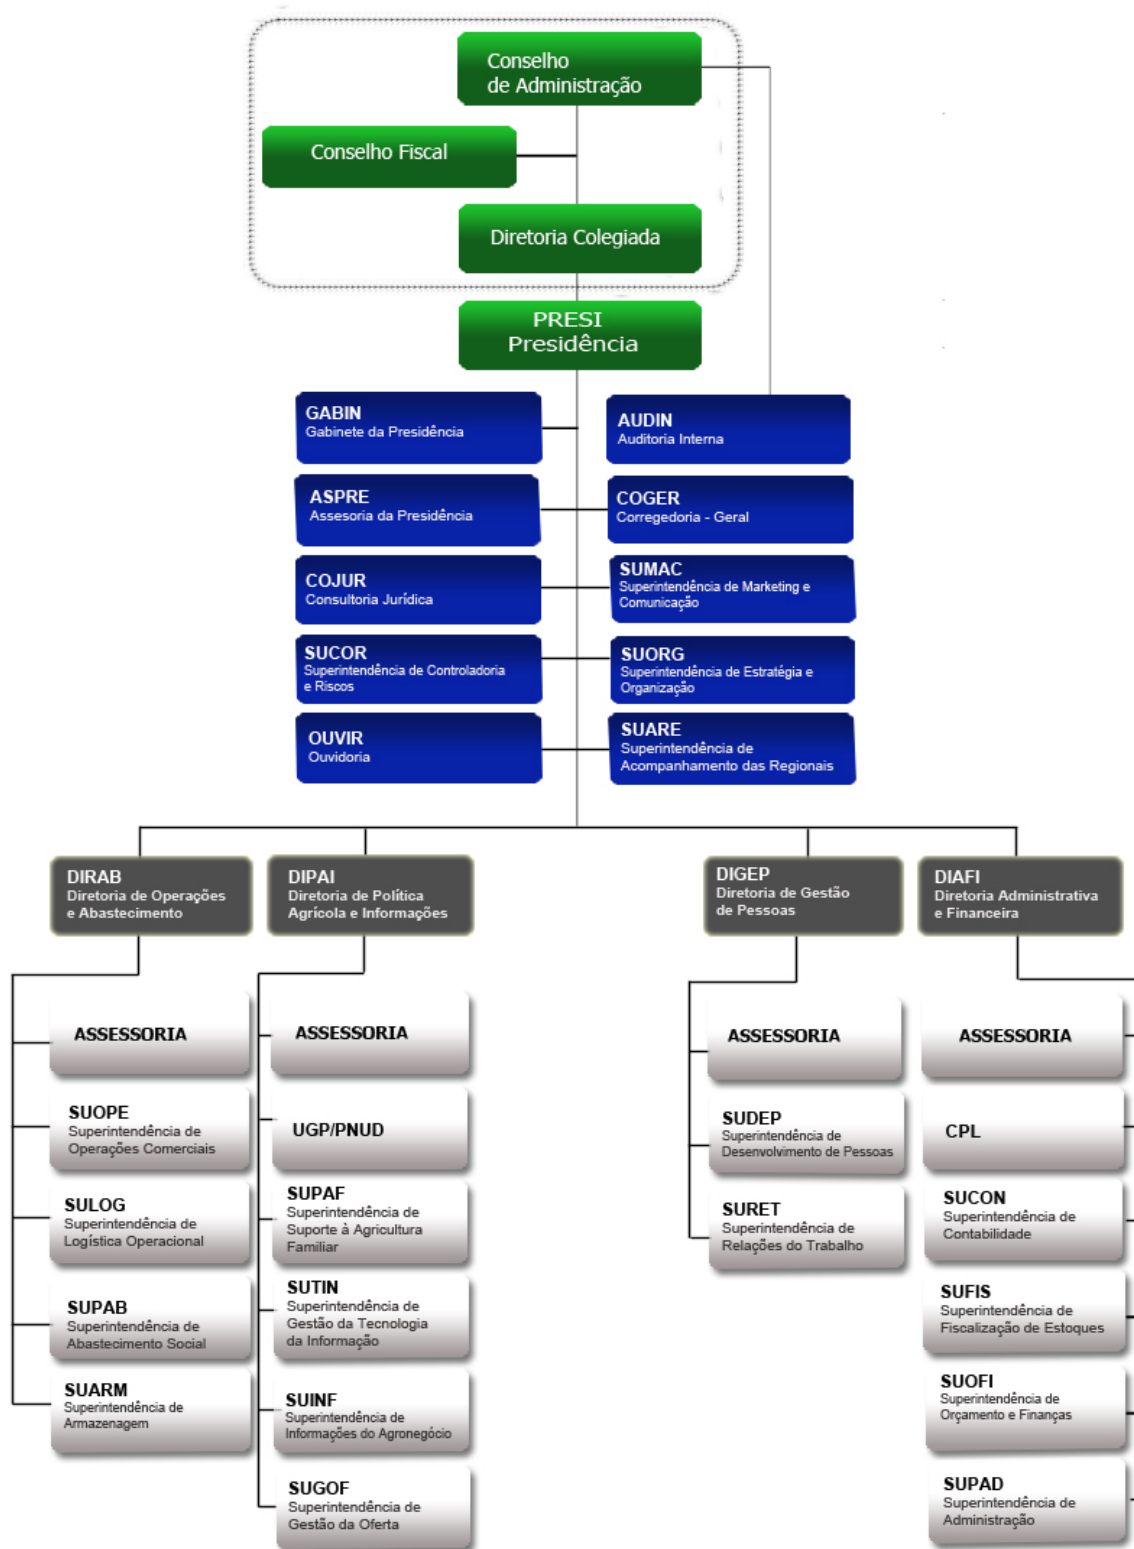 Conselho
de Administração
Conselho Fiscal
Diretoria Colegiada
PRESI
Presidência
GABIN
Gabinete da Presidência
AUDIN
Auditoria Interna
ASPRE
Assesoria da Presidência
COGER
Corregedoria - Geral
COJUR
Consultoria Jurídica
SUMAC
Superintendência de Marketing e
Comunicação
SUCOR
Superintendência de Controladoria
e Riscos
SUORG
Superintendência de Estratégia e
Organização
OUVIR
Ouvidoria
SUARE
Superintendência de
Acompanhamento das Regionais
DIRAB
Diretoria de Operações
e Abastecimento
DIPAI
Diretoria de Política
Agrícola e Informações
DIGEP
Diretoria de Gestão
de Pessoas
DIAFI
Diretoria Administrativa
e Financeira
ASSESSORIA
SUOPE
Superintendência de
Operações Comerciais
SULOG
Superintendência de
Logística Operacional
SUPAB
Superintendência de
Abastecimento Social
SUARM
Superintendência de
Armazenagem
ASSESSORIA
UGP/PNUD
SUPAF
Superintendência de
Suporte à Agricultura
Familiar
SUTIN
Superintendência de
Gestão da Tecnologia
da Informação
SUINF
Superintendência de
Informações do Agronegócio
SUGOF
Superintendência de
Gestão da Oferta
ASSESSORIA
SUDEP
Superintendência de
Desenvolvimento de Pessoas
SURET
Superintendência de
Relações do Trabalho
ASSESSORIA
CPL
SUCON
Superintendência de
Contabilidade
SUFIS
Superintendência de
Fiscalização de Estoques
SUOFI
Superintendência de
Orçamento e Finanças
SUPAD
Superintendência de
Administração